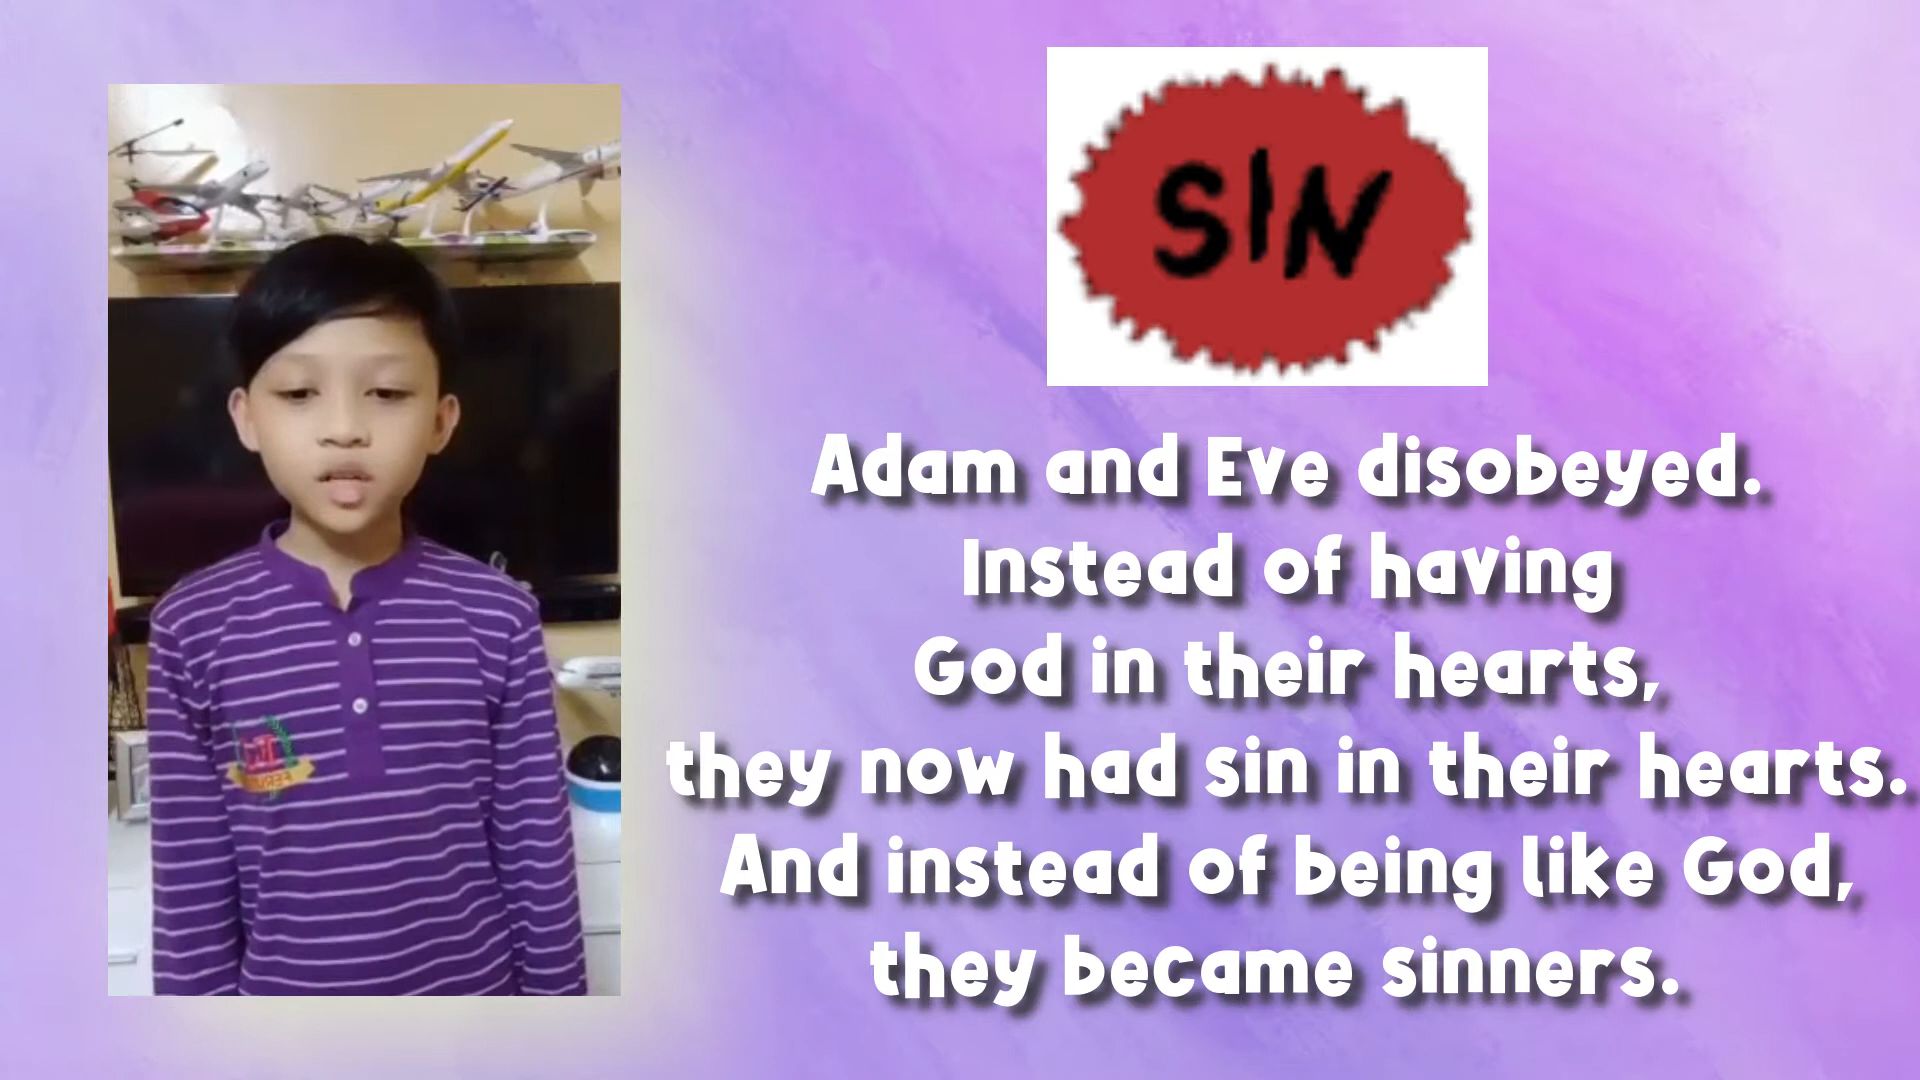 SIN
Adam and Eve disobeyed.
Instead of having
God in their hearts,
they now had sin in their hearts.
And instead of being like God,
they became sinners.